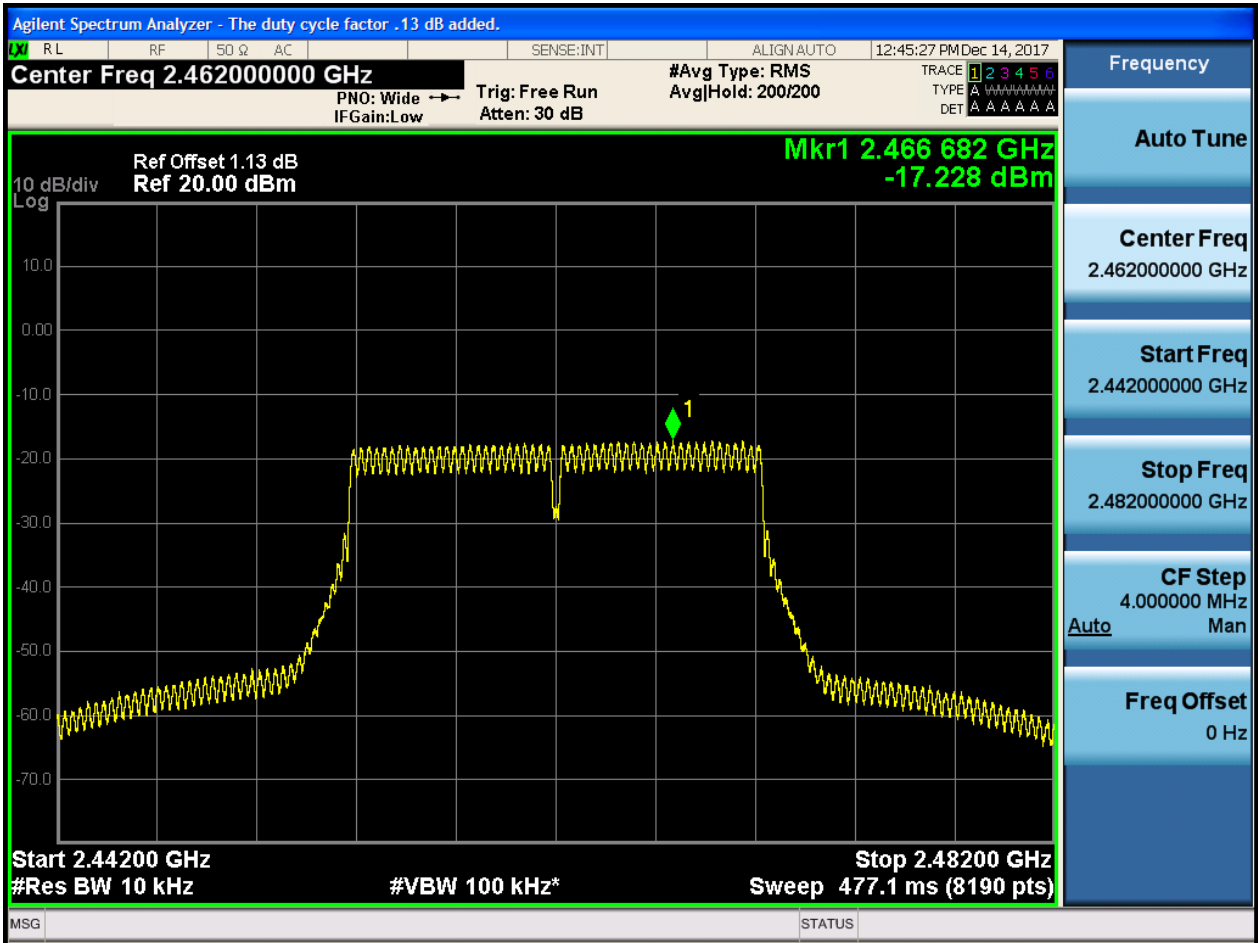 Agilent Spectrum Analyzer - The duty cycle factor .13 dB added.
LXI RL RF 50 Ω AC SENSE:INT ALIGN AUTO 12:45:27 PM Dec 14, 2017
Center Freq 2.462000000 GHz
PNO: Wide
IFGain:Low
Trig: Free Run
Atten: 30 dB
#Avg Type: RMS
Avg|Hold: 200/200
TRACE 1 2 3 4 5 6
TYPE A WWWWW
DET A A A A A A
Mkr1 2.466 682 GHz
-17.228 dBm
Ref Offset 1.13 dB
10 dB/div Ref 20.00 dBm
Log
10.0
0.00
-10.0
1
-20.0
-30.0
-40.0
-50.0
-60.0
-70.0
Start 2.44200 GHz Stop 2.48200 GHz
#Res BW 10 kHz #VBW 100 kHz* Sweep 477.1 ms (8190 pts)
MSG STATUS
Frequency
Auto Tune
Center Freq
2.462000000 GHz
Start Freq
2.442000000 GHz
Stop Freq
2.482000000 GHz
CF Step
4.000000 MHz
Auto Man
Freq Offset
0 Hz